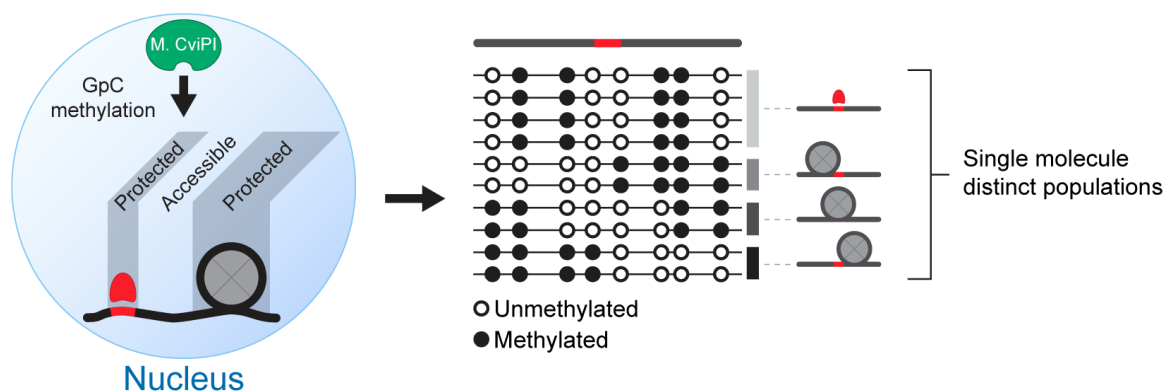 M. CviPI
GpC
methylation
Protected
Accessible
Protected
Nucleus
Unmethylated
Methylated
Single molecule
distinct populations